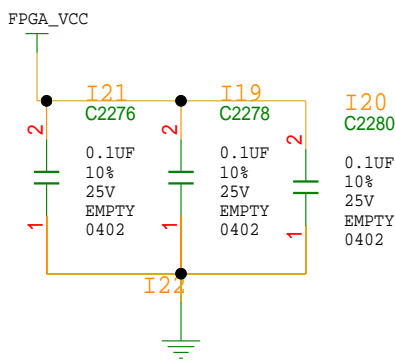 FPGA_VCC
I21
C2276
2
0.1UF
10%
25V
EMPTY
0402
1
I19
C2278
2
0.1UF
10%
25V
EMPTY
0402
1
I20
C2280
2
0.1UF
10%
25V
EMPTY
0402
1
I22